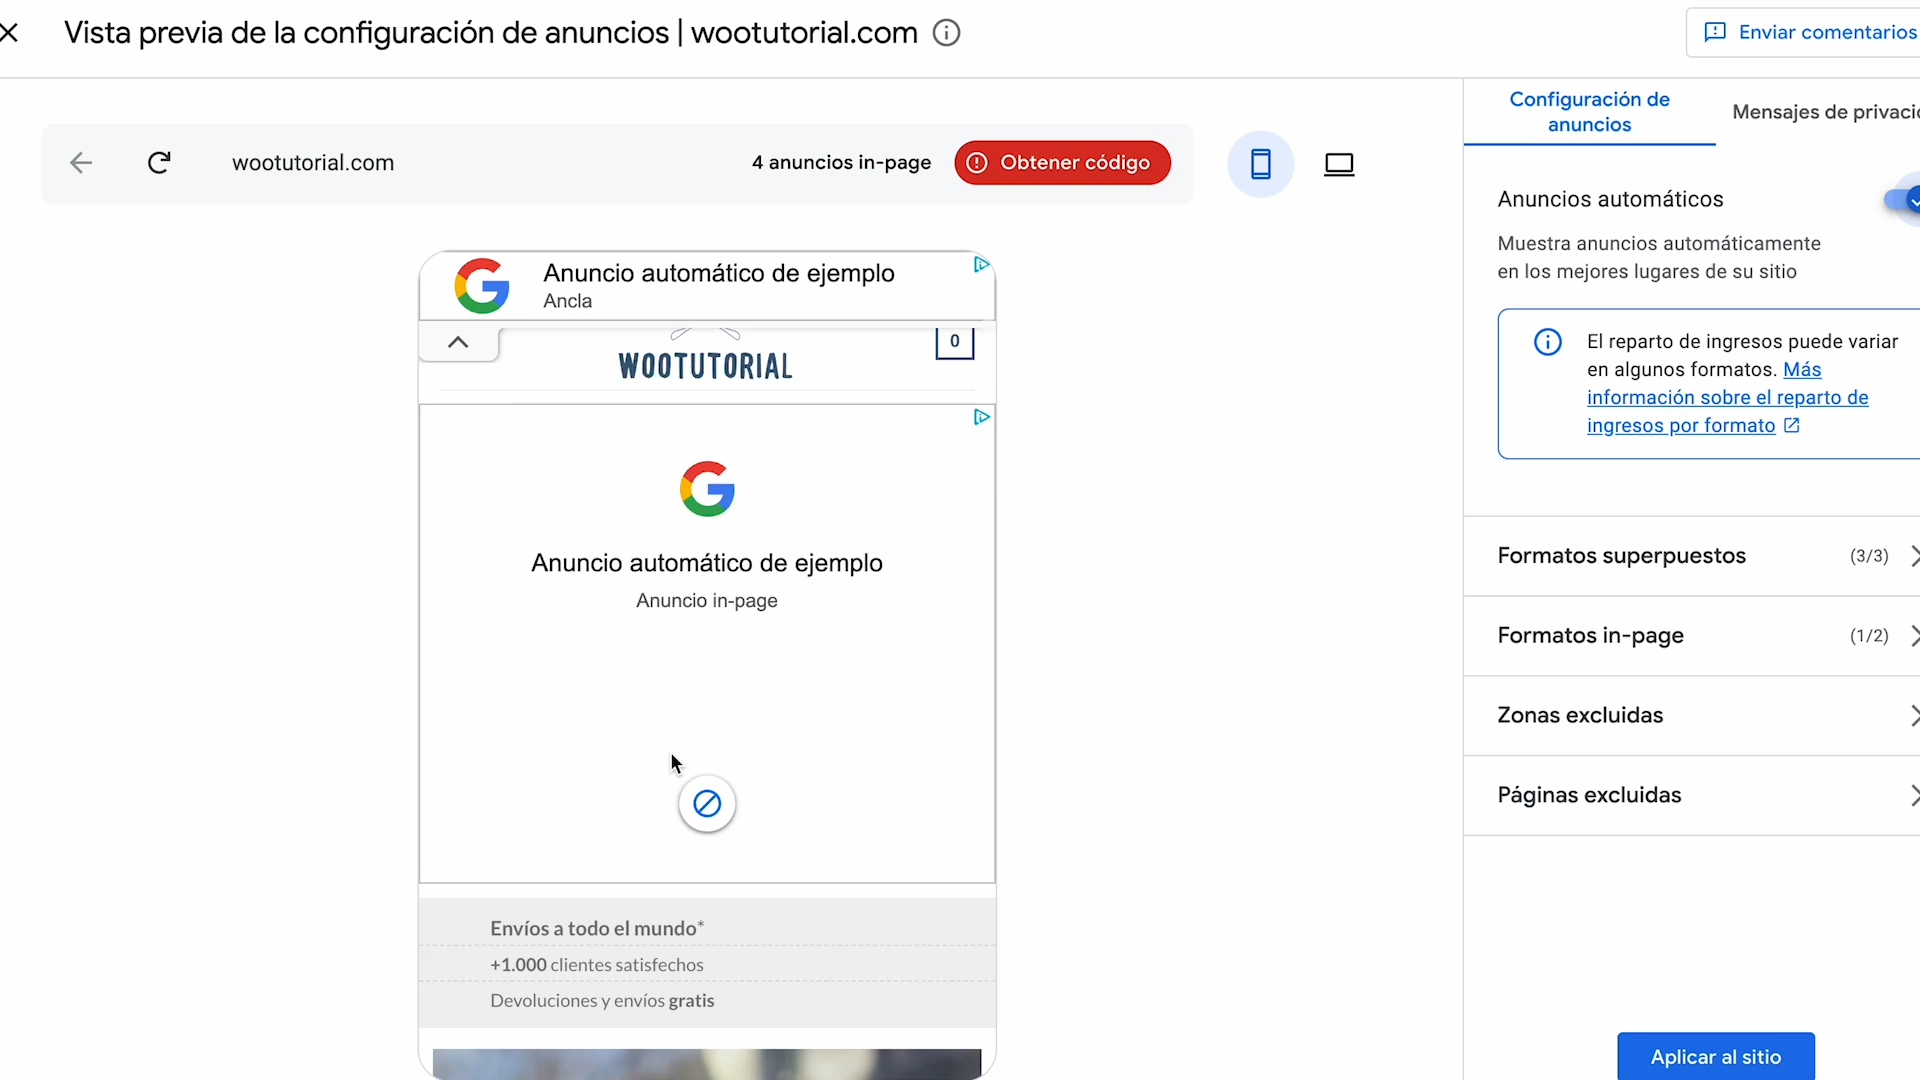 Vista previa de la configuración de anuncios | wootutorial.com
Enviar comentarios
wootutorial.com
4 anuncios in-page
Obtener código
Anuncio automático de ejemplo
Ancla
0
WOOTUTORIAL
Anuncio automático de ejemplo
Anuncio in-page
Envíos a todo el mundo*
+1.000 clientes satisfechos
Devoluciones y envíos gratis
Configuración de
anuncios
Mensajes de privaci
Anuncios automáticos
Muestra anuncios automáticamente
en los mejores lugares de su sitio
El reparto de ingresos puede variar
en algunos formatos. Más
información sobre el reparto de
ingresos por formato
Formatos superpuestos (3/3)
Formatos in-page (1/2)
Zonas excluidas
Páginas excluidas
Aplicar al sitio